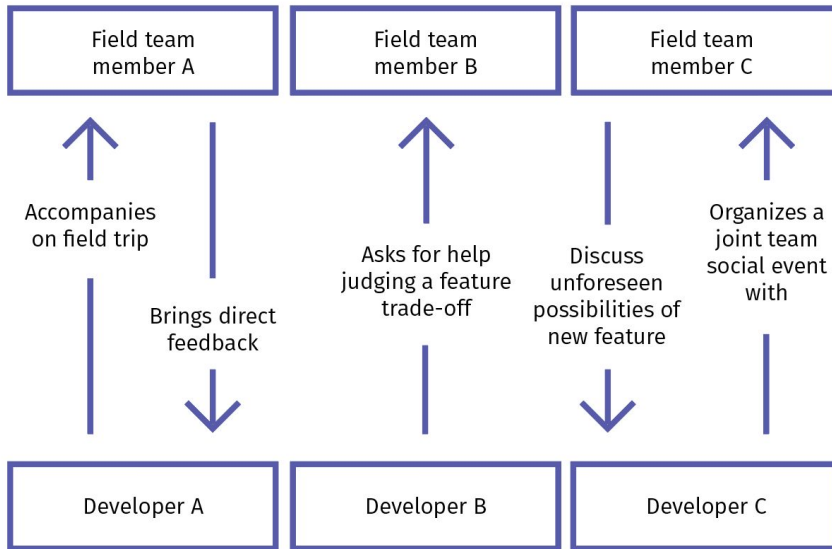 Field team
member A
Field team
member B
Field team
member C
Accompanies
on field trip
Brings direct
feedback
Asks for help
judging a feature
trade-off
Discuss
unforeseen
possibilities of
new feature
Organizes a
joint team
social event
with
Developer A
Developer B
Developer C